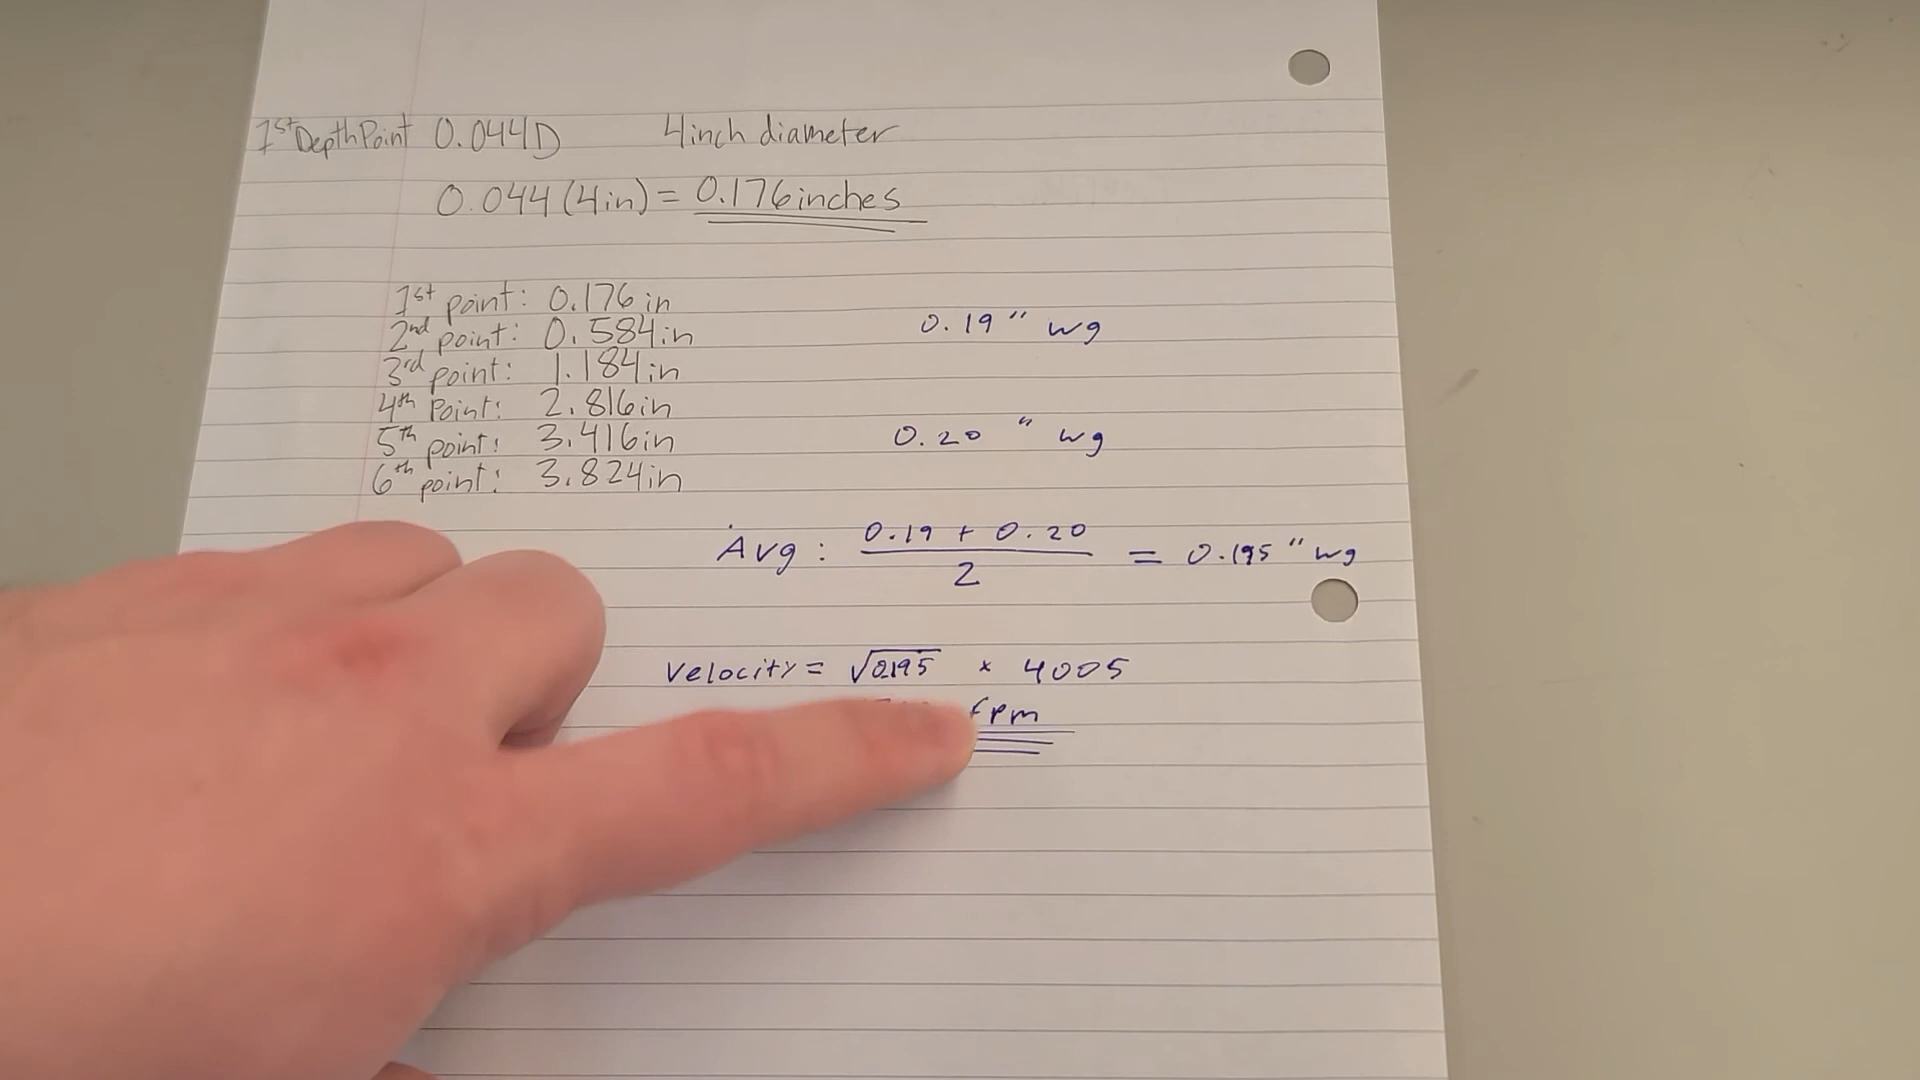 1st Depth Point 0.044D 4inch diameter
0.044 (4in) = 0.176inches
1st point: 0.176in
2nd point: 0.584in 0.19" wg
3rd point: 1.184in
4th Point: 2.816in
5th point: 3.416in 0.20 " wg
6th point: 3.824in
Avg: 0.19 + 0.20
2
= 0.195" wg
Velocity = √0.195 × 4005
fpm